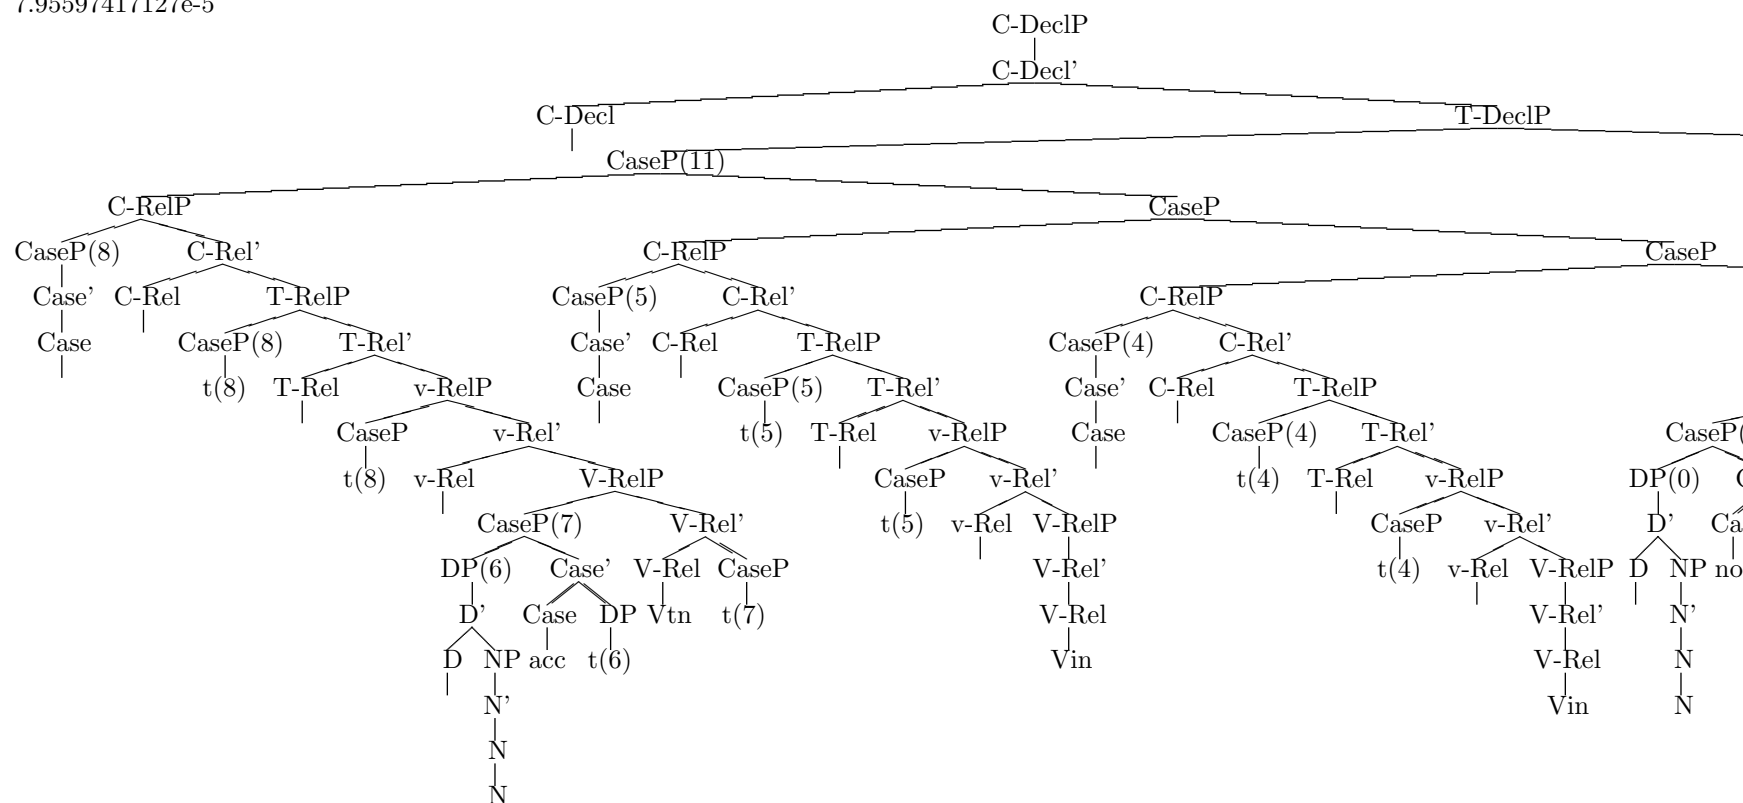 7.95597417127e-5
C-DeclP
C-Decl'
C-Decl T-DeclP
CaseP(11)
C-RelP CaseP
CaseP(8) C-Rel' C-RelP CaseP
Case' C-Rel T-RelP CaseP(5) C-Rel' C-RelP
Case CaseP(8) T-Rel' Case' C-Rel T-RelP CaseP(4) C-Rel'
t(8) T-Rel v-RelP Case CaseP(5) T-Rel' Case' C-Rel T-RelP
CaseP v-Rel' t(5) T-Rel v-RelP Case CaseP(4) T-Rel' CaseP(
t(8) v-Rel V-RelP CaseP v-Rel' t(4) T-Rel v-RelP DP(0)
CaseP(7) V-Rel' t(5) v-Rel V-RelP CaseP v-Rel' D' Ca
DP(6) Case' V-Rel CaseP V-Rel' t(4) v-Rel V-RelP D NP no
D' Case DP Vtn t(7) V-Rel V-Rel' N'
D NP acc t(6) Vin V-Rel N
N' Vin N
N
N